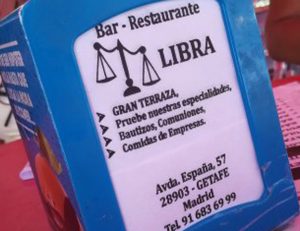 Bar - Restaurante
LIBRA
GRAN TERRAZA,
Pruebe nuestras especialidades,
Bautizos, Comuniones,
Comidas de Empresas.
Avda. España, 57
28903 - GETAFE
Madrid
Tel 91 683 69 99